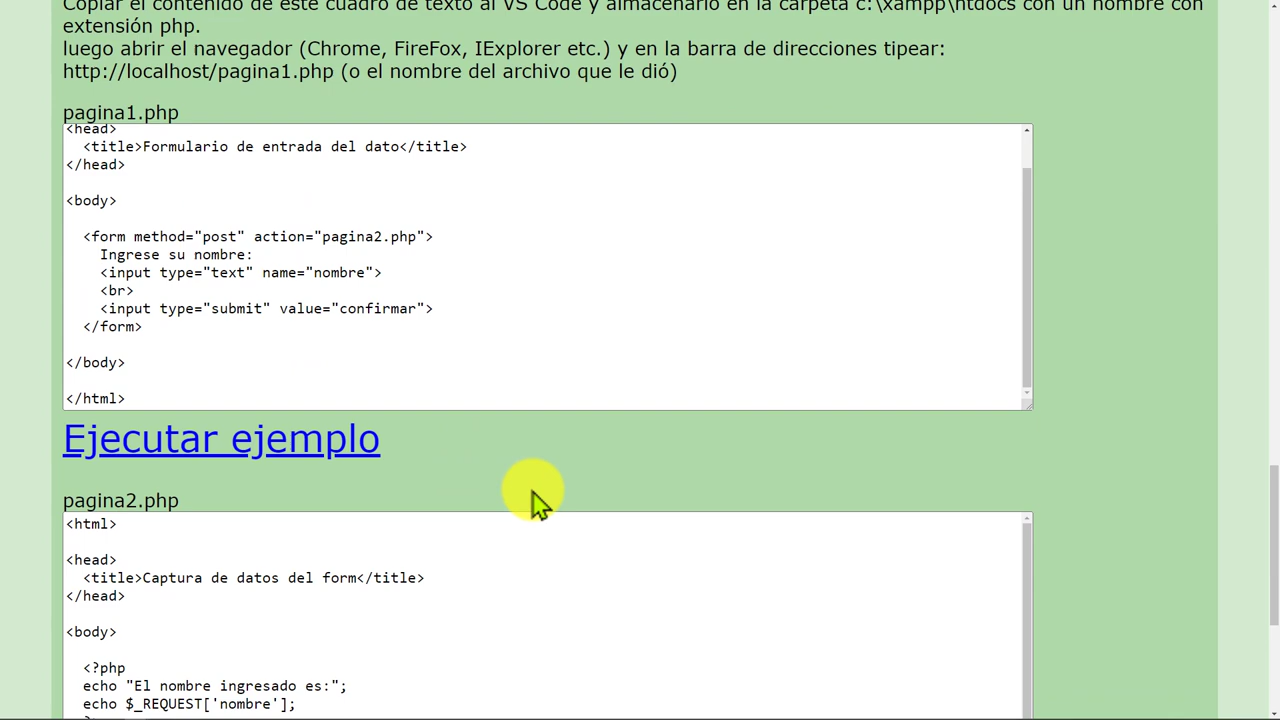 Copiar el contenido de este cuadro de texto al VS Code y almacenarlo en la carpeta c:\xampp\htdocs con un nombre con
extensión php.
luego abrir el navegador (Chrome, FireFox, IExplorer etc.) y en la barra de direcciones tipear:
http://localhost/pagina1.php (o el nombre del archivo que le dió)
pagina1.php
<head>
<title>Formulario de entrada del dato</title>
</head>
<body>
<form method="post" action="pagina2.php">
Ingrese su nombre:
<input type="text" name="nombre">
<br>
<input type="submit" value="confirmar">
</form>
</body>
</html>
Ejecutar ejemplo
pagina2.php
<html>
<head>
<title>Captura de datos del form</title>
</head>
<body>
<?php
echo "El nombre ingresado es:";
echo $_REQUEST['nombre'];